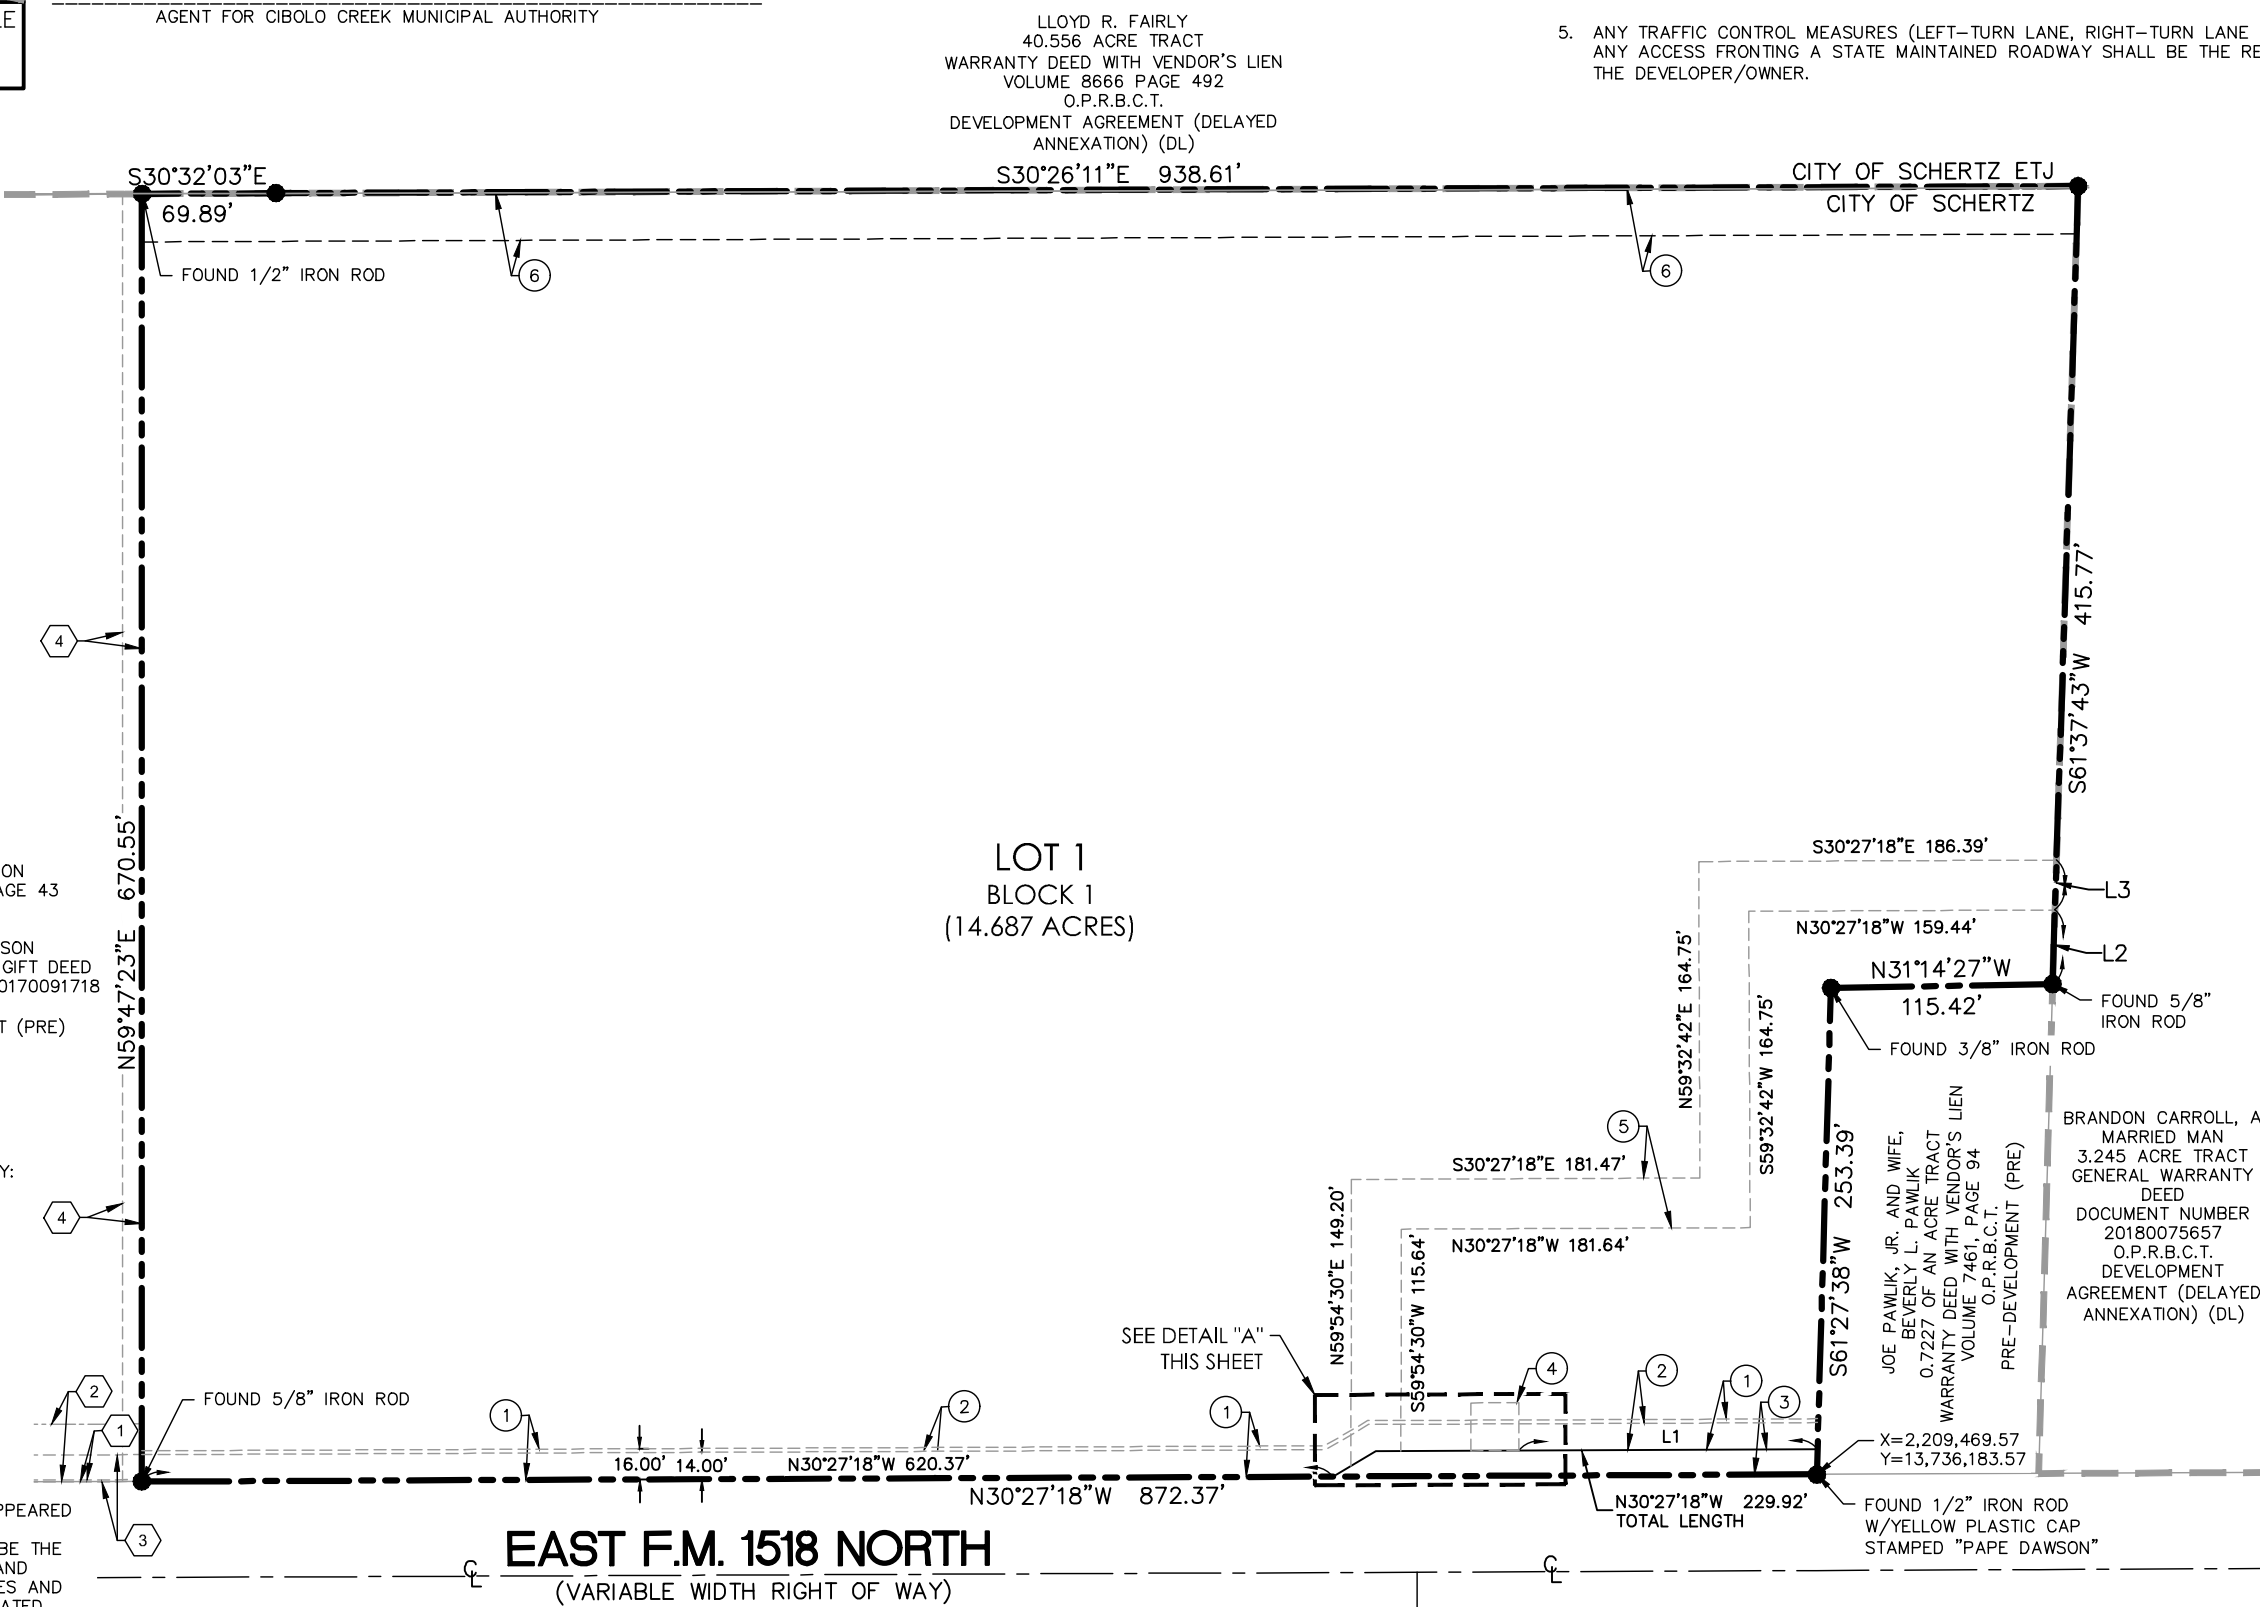 LE
AGENT FOR CIBOLO CREEK MUNICIPAL AUTHORITY
LLOYD R. FAIRLY
40.556 ACRE TRACT
WARRANTY DEED WITH VENDOR'S LIEN
VOLUME 8666 PAGE 492
O.P.R.B.C.T.
DEVELOPMENT AGREEMENT (DELAYED
ANNEXATION) (DL)
5. ANY TRAFFIC CONTROL MEASURES (LEFT-TURN LANE, RIGHT-TURN LANE
ANY ACCESS FRONTING A STATE MAINTAINED ROADWAY SHALL BE THE RE
THE DEVELOPER/OWNER.
S30°32'03"E
69.89'
S30°26'11"E 938.61'
CITY OF SCHERTZ ETJ
CITY OF SCHERTZ
FOUND 1/2" IRON ROD
6
6
4
S61°37'43"W 415.77'
N59°47'23"E 670.55'
ON
AGE 43
SON
GIFT DEED
0170091718
T (PRE)
Y:
LOT 1
BLOCK 1
(14.687 ACRES)
S30°27'18"E 186.39'
L3
N30°27'18"W 159.44'
L2
N31°14'27"W
115.42'
FOUND 5/8"
IRON ROD
FOUND 3/8" IRON ROD
N59°32'42"E 164.75'
S59°32'42"W 164.75'
5
S30°27'18"E 181.47'
N30°27'18"W 181.64'
N59°54'30"E 149.20'
S59°54'30"W 115.64'
S61°27'38"W 253.39'
JOE PAWLIK, JR. AND WIFE,
BEVERLY L. PAWLIK
0.7227 OF AN ACRE TRACT
WARRANTY DEED WITH VENDOR'S LIEN
VOLUME 7461, PAGE 94
O.P.R.B.C.T.
PRE-DEVELOPMENT (PRE)
BRANDON CARROLL, A
MARRIED MAN
3.245 ACRE TRACT
GENERAL WARRANTY
DEED
DOCUMENT NUMBER
20180075657
O.P.R.B.C.T.
DEVELOPMENT
AGREEMENT (DELAYED
ANNEXATION) (DL)
4
SEE DETAIL "A"
THIS SHEET
2
1
3
FOUND 5/8" IRON ROD
1
2
1
4
2
1
3
16.00'
14.00'
N30°27'18"W 620.37'
L1
X=2,209,469.57
Y=13,736,183.57
N30°27'18"W 872.37'
N30°27'18"W 229.92'
TOTAL LENGTH
FOUND 1/2" IRON ROD
W/YELLOW PLASTIC CAP
STAMPED "PAPE DAWSON"
PPEARED
BE THE
AND
ES AND
EAST F.M. 1518 NORTH
(VARIABLE WIDTH RIGHT OF WAY)